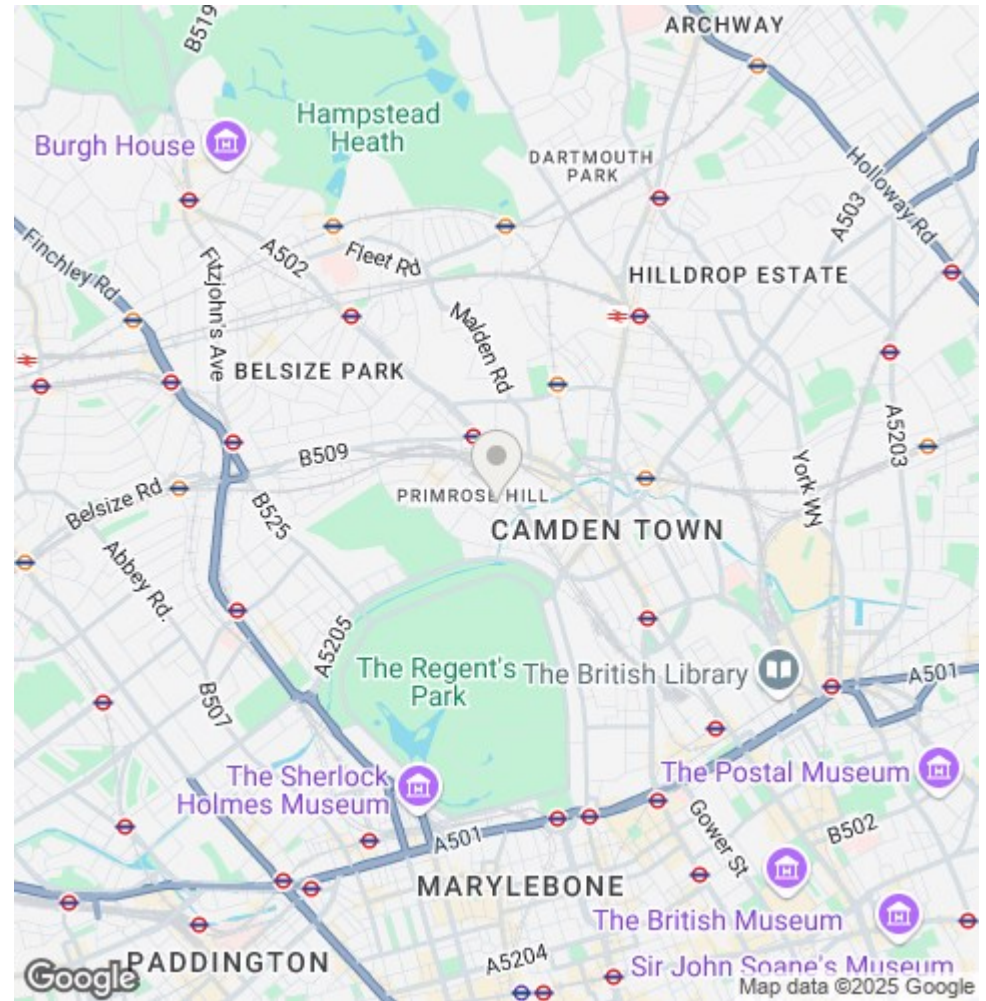 ARCHWAY
B519
Hampstead
Heath
Burgh House
DARTMOUTH
PARK
Holloway Rd
A503
A502
Fleet Rd
Finchley Rd
Fitzjohn's Ave
HILLDROP ESTATE
Malden Rd
BELSIZE PARK
A5203
B509
York Wy
Belsize Rd
B525
PRIMROSE HILL
CAMDEN TOWN
Abbey Rd.
A5205
The Regent's
Park
The British Library
A501
B507
The Sherlock
Holmes Museum
The Postal Museum
Gower St
B502
A501
MARYLEBONE
The British Museum
A5204
PADDINGTON
Sir John Soane's Museum
Google
Map data ©2025 Google